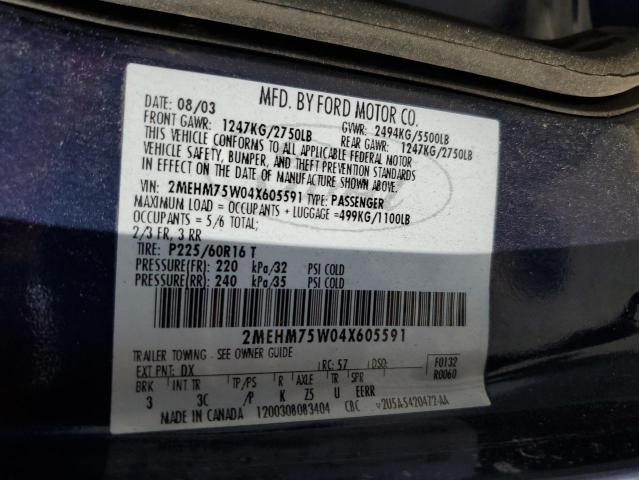 MFD. BY FORD MOTOR CO.
DATE: 08/03 GVWR: 2494KG/5500LB
FRONT GAWR: 1247KG/2750LB REAR GAWR: 1247KG/2750LB
THIS VEHICLE CONFORMS TO ALL APPLICABLE FEDERAL MOTOR
VEHICLE SAFETY, BUMPER, AND THEFT PREVENTION STANDARDS
IN EFFECT ON THE DATE OF MANUFACTURE SHOWN ABOVE.
VIN: 2MEHM75W04X605591 TYPE: PASSENGER
MAXIMUM LOAD = OCCUPANTS + LUGGAGE =499KG/1100LB
OCCUPANTS = 5/6 TOTAL;
2/3 FR, 3 RR
TIRE: P225/60R16 T
PRESSURE(FR) 220 kPa/32 PSI COLD
PRESSURE(RR) 240 kPa/35 PSI COLD
2MEHM75W04X605591
TRAILER TOWING - SEE OWNER GUIDE
EXT PNT: DX RC: 57 DSO: F0132
BRK INT TR TP/PS R AXLE TR SPR R0060
3 3C P K Z5 U EERR
MADE IN CANADA 1200308083404 CBC V2U5A-5420472-AA